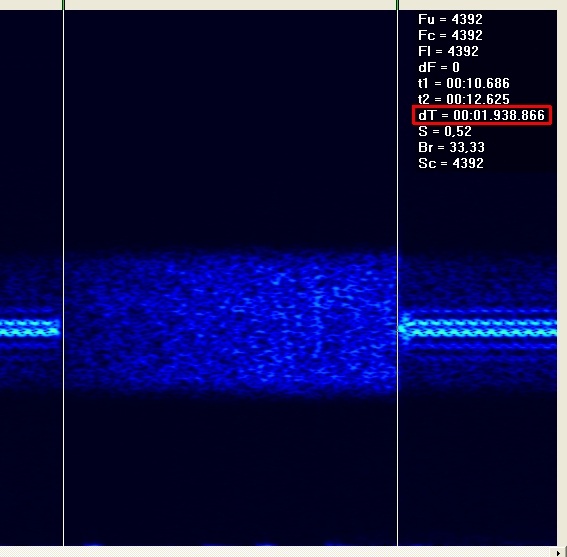 Fu = 4392
Fc = 4392
Fl = 4392
dF = 0
t1 = 00:10.686
t2 = 00:12.625
dT = 00:01.938.866
S = 0,52
Br = 33,33
Sc = 4392